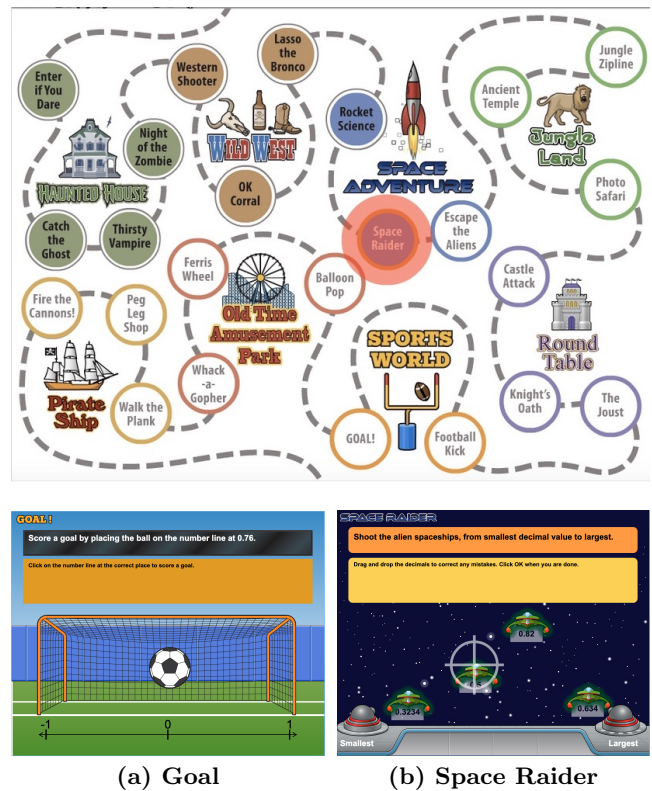 Enter
if You
Dare
Western
Shooter
Lasso
the
Bronco
Jungle
Zipline
Ancient
Temple
Rocket
Science
Night
of the
Zombie
WILD WEST
JUNGLE
LAND
HAUNTED HOUSE
SPACE
ADVENTURE
OK
Corral
Photo
Safari
Catch
the
Ghost
Thirsty
Vampire
Space
Raider
Escape
the
Aliens
Ferris
Wheel
Balloon
Pop
Castle
Attack
Fire the
Cannons!
Peg
Leg
Shop
Old Time
Amusement
Park
SPORTS
WORLD
Round
Table
Whack
-a-
Gopher
Pirate
Ship
Walk the
Plank
Knight's
Oath
The
Joust
GOAL!
Football
Kick
GOAL!
Score a goal by placing the ball on the number line at 0.76.
Click on the number line at the correct place to score a goal.
-1 0 1
(a) Goal
SPACE RAIDER
Shoot the alien spaceships, from smallest decimal value to largest.
Drag and drop the decimals to correct any mistakes. Click OK when you are done.
0.82
0.3234
0.634
Smallest
Largest
(b) Space Raider